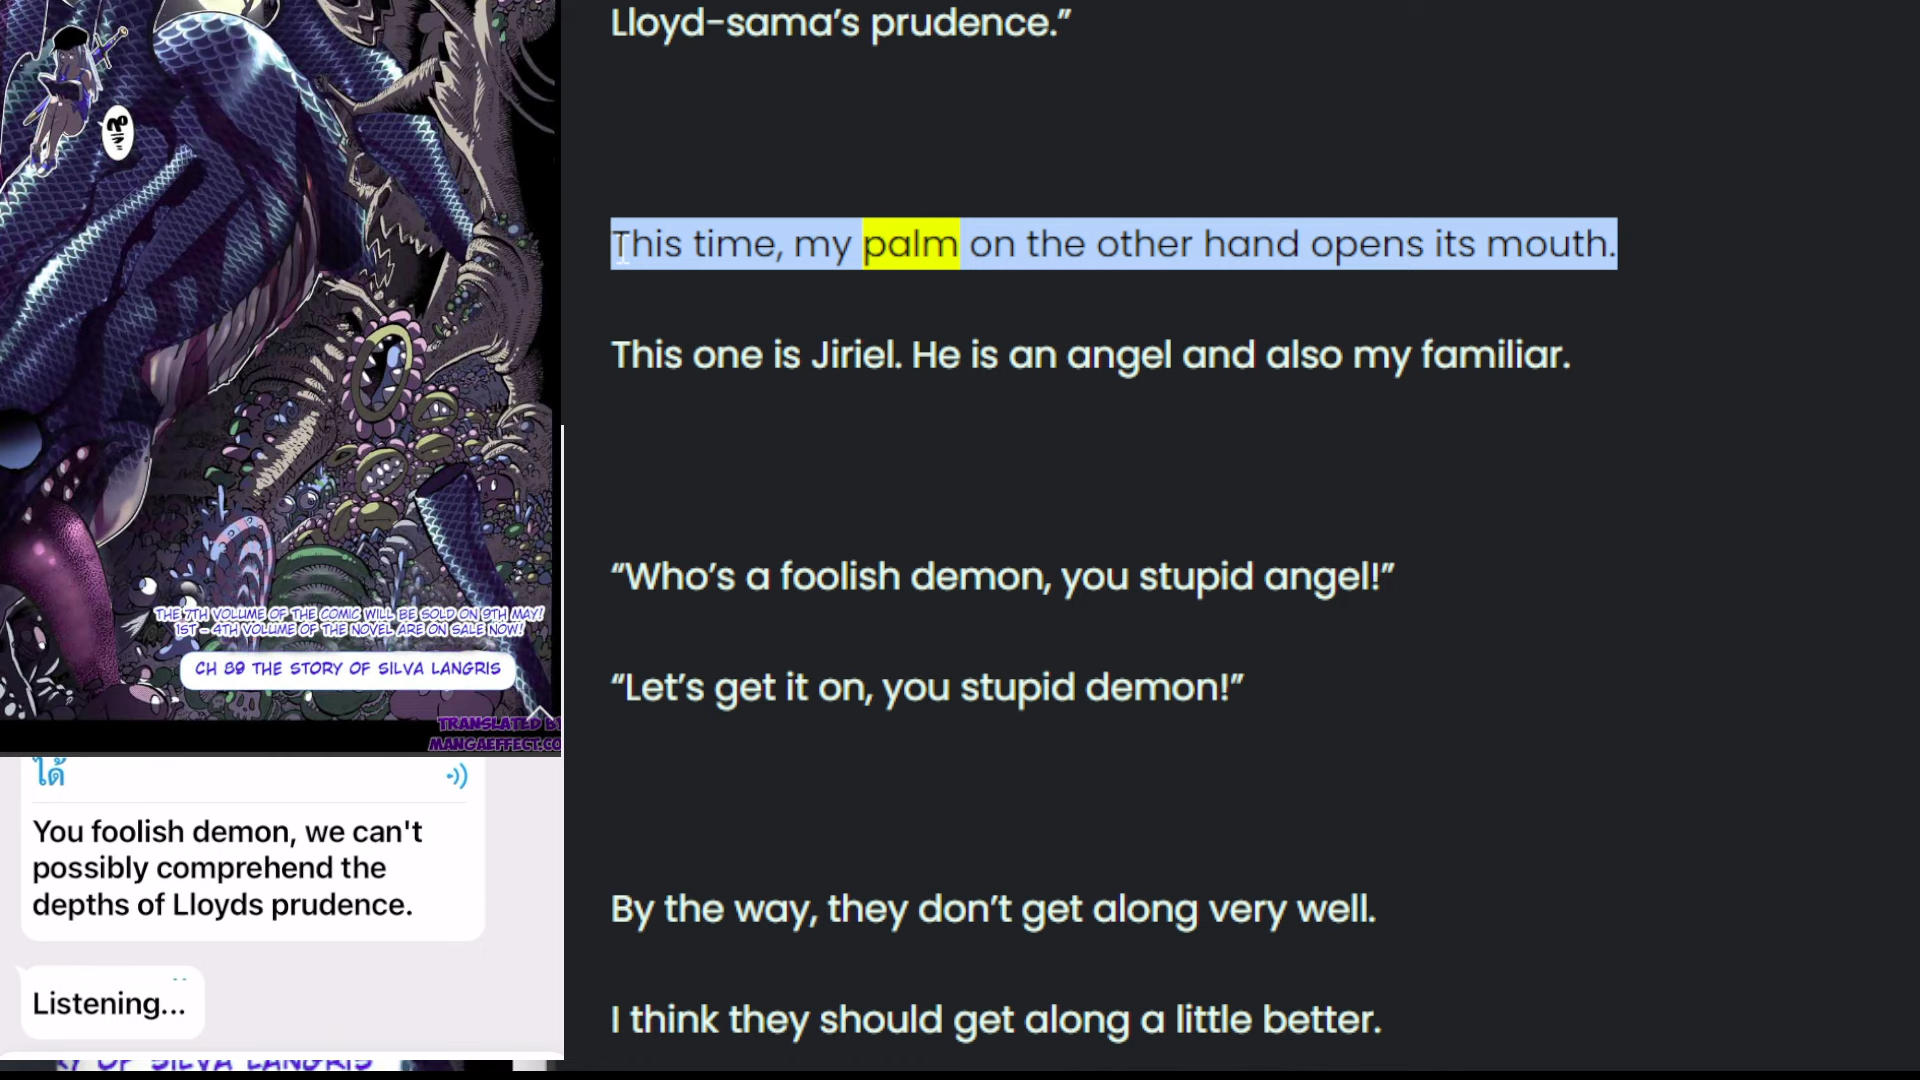 Lloyd-sama’s prudence.”
This time, my palm on the other hand opens its mouth.
This one is Jiriel. He is an angel and also my familiar.
“Who’s a foolish demon, you stupid angel!”
“Let’s get it on, you stupid demon!”
By the way, they don’t get along very well.
I think they should get along a little better.
THE 7TH VOLUME OF THE COMIC WILL BE SOLD ON 9TH MAY!
1ST - 4TH VOLUME OF THE NOVEL ARE ON SALE NOW!
CH 89 THE STORY OF SILVA LANGRIS
TRANSLATED B
MANGAEFFECT.CO
ได้
You foolish demon, we can't
possibly comprehend the
depths of Lloyds prudence.
Listening...
OF SILVA LANGRIS